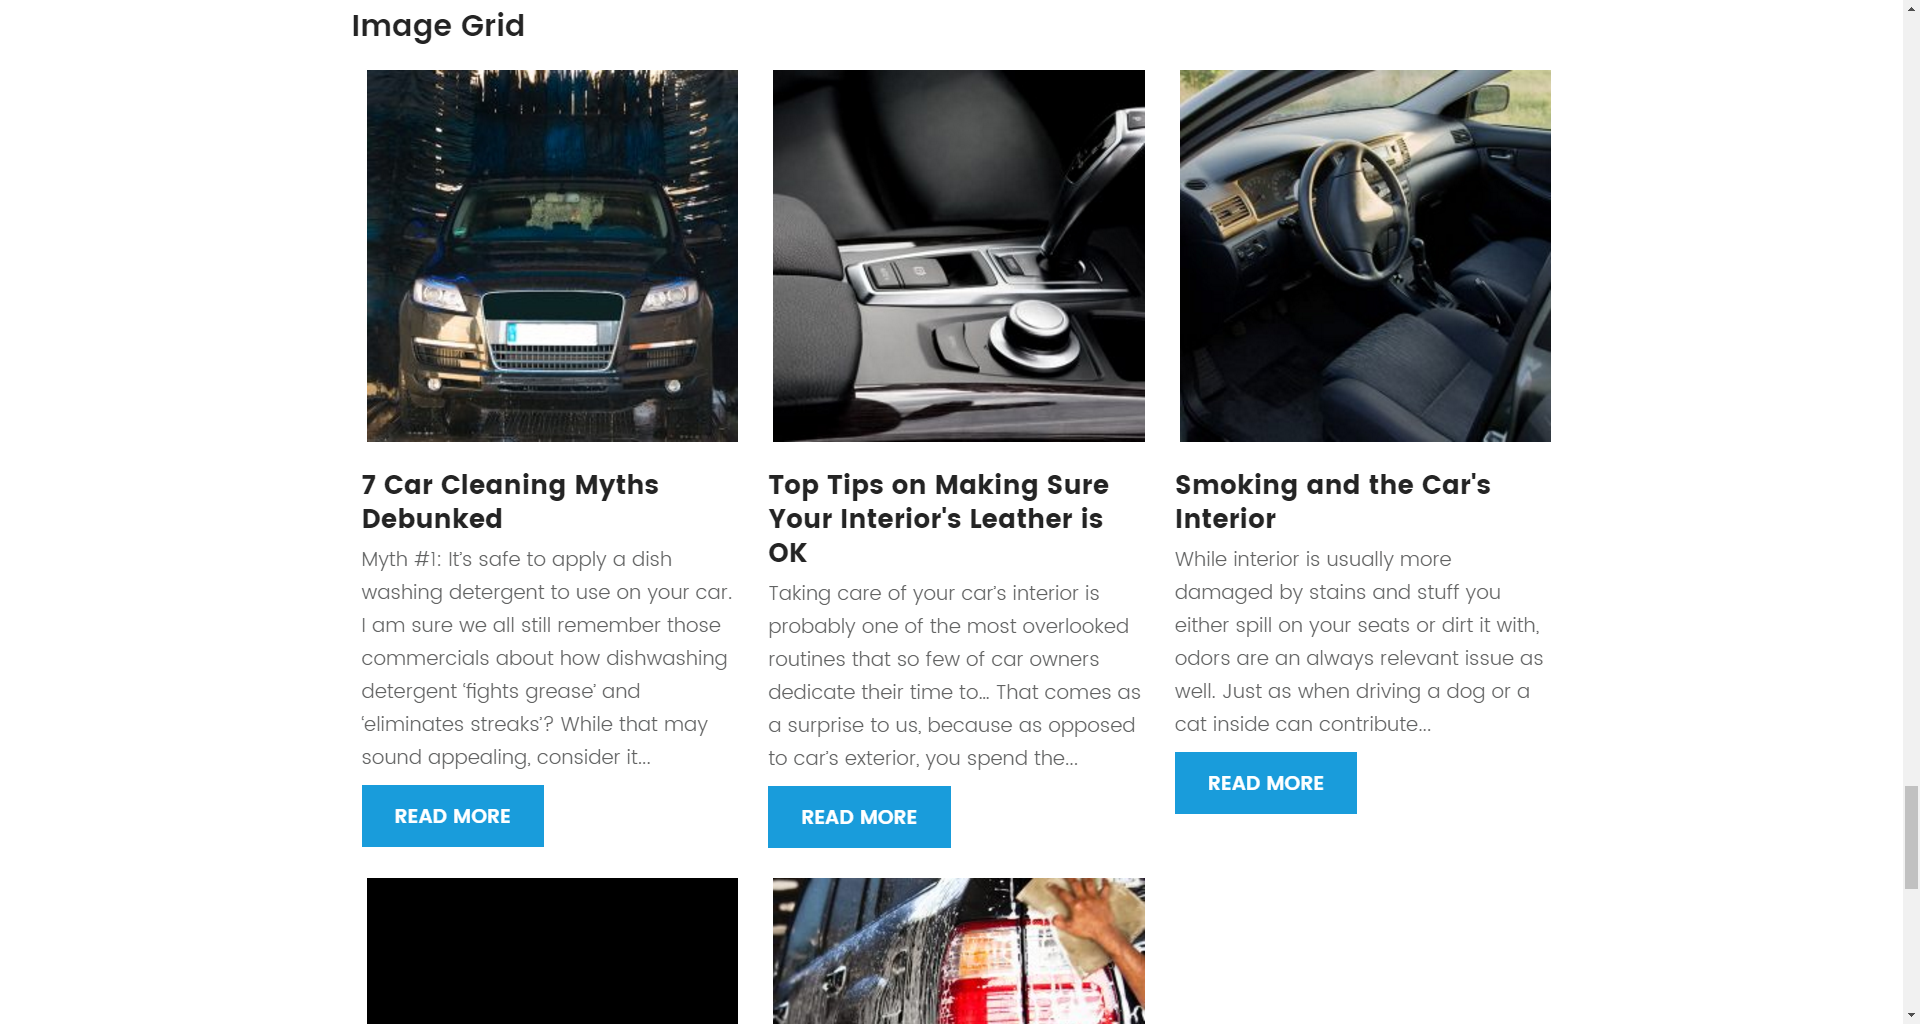 Image Grid
7 Car Cleaning Myths
Debunked
Myth #1: It’s safe to apply a dish
washing detergent to use on your car.
I am sure we all still remember those
commercials about how dishwashing
detergent ‘fights grease’ and
‘eliminates streaks’? While that may
sound appealing, consider it...
READ MORE
Top Tips on Making Sure
Your Interior's Leather is
OK
Taking care of your car’s interior is
probably one of the most overlooked
routines that so few of car owners
dedicate their time to… That comes as
a surprise to us, because as opposed
to car’s exterior, you spend the...
READ MORE
Smoking and the Car's
Interior
While interior is usually more
damaged by stains and stuff you
either spill on your seats or dirt it with,
odors are an always relevant issue as
well. Just as when driving a dog or a
cat inside can contribute...
READ MORE